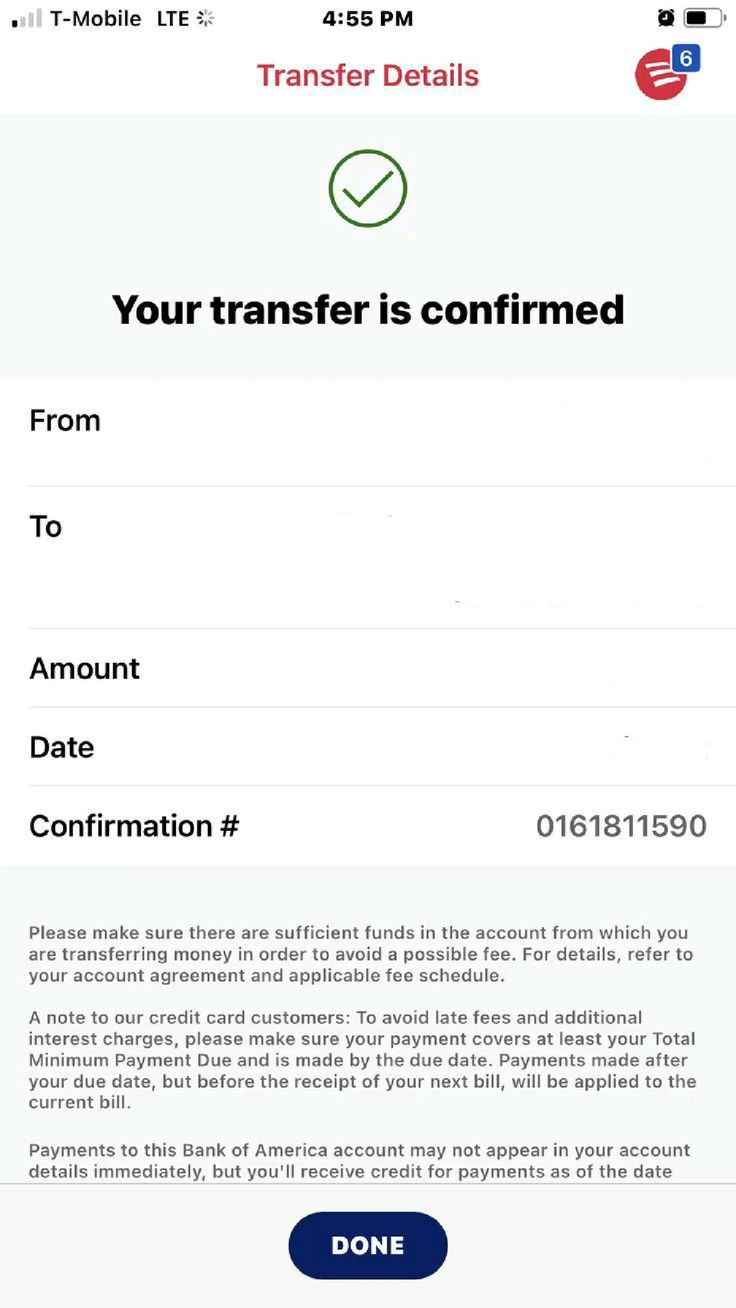 T-Mobile LTE 4:55 PM
Transfer Details 6
Your transfer is confirmed
From
To
Amount
Date
Confirmation # 0161811590
Please make sure there are sufficient funds in the account from which you
are transferring money in order to avoid a possible fee. For details, refer to
your account agreement and applicable fee schedule.
A note to our credit card customers: To avoid late fees and additional
interest charges, please make sure your payment covers at least your Total
Minimum Payment Due and is made by the due date. Payments made after
your due date, but before the receipt of your next bill, will be applied to the
current bill.
Payments to this Bank of America account may not appear in your account
details immediately, but you'll receive credit for payments as of the date
DONE